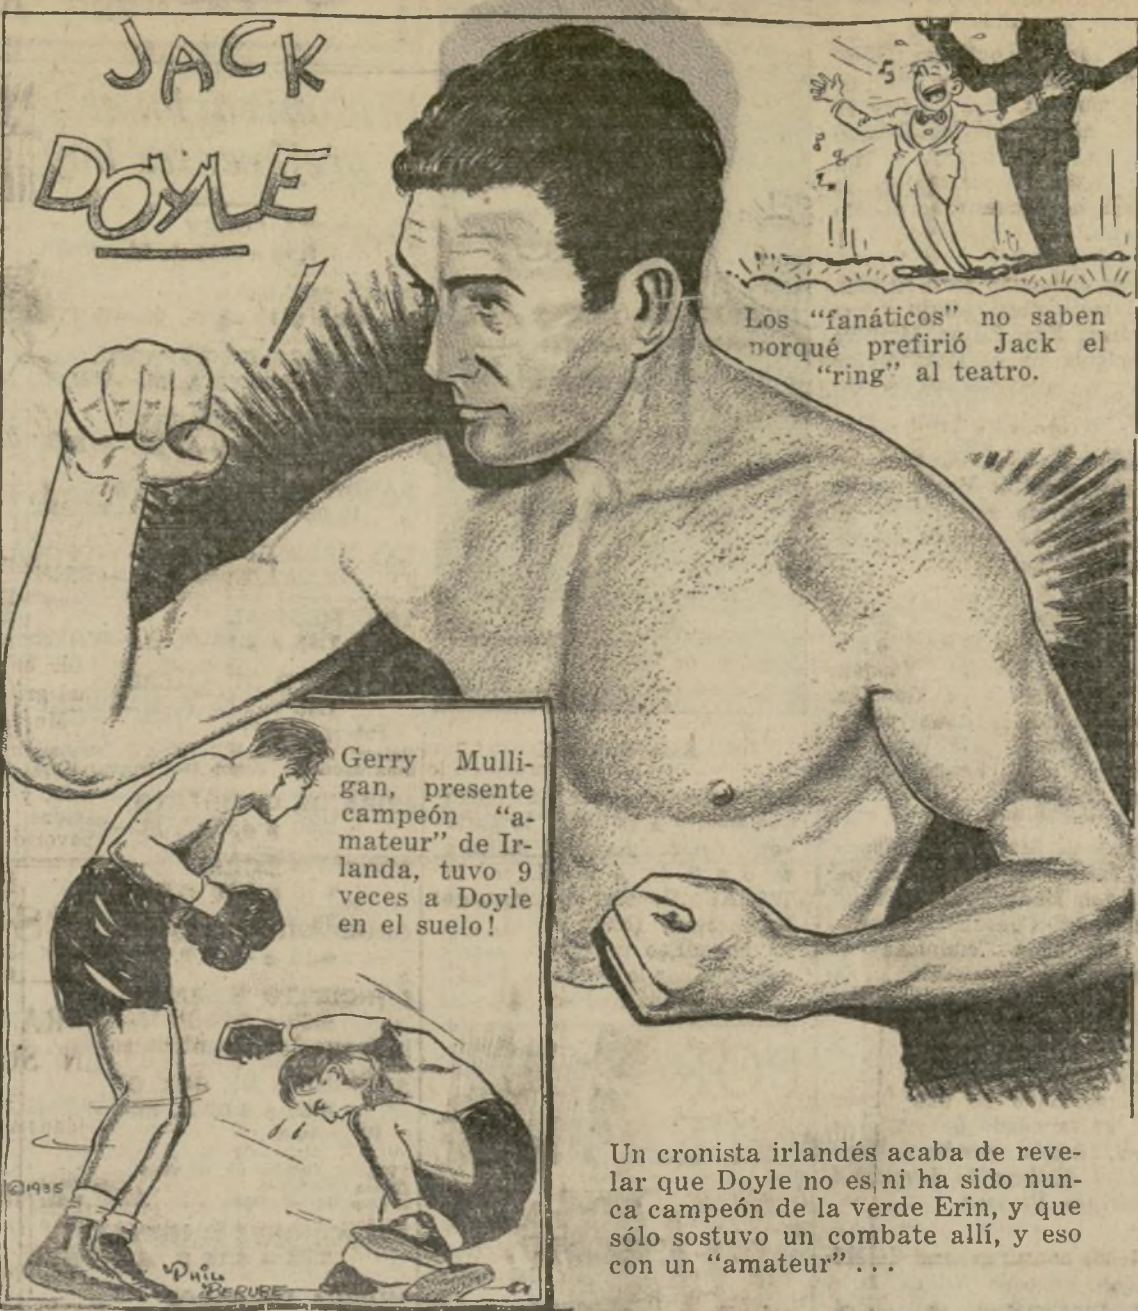 JACK
DOYLE
!
Los "fanáticos" no saben
porqué prefirió Jack el
"ring" al teatro.
Gerry Mulli-
gan, presente
campeón "a-
mateur" de Ir-
landa, tuvo 9
veces a Doyle
en el suelo!
©1935
PHIL
BERUBE
Un cronista irlandés acaba de reve-
lar que Doyle no es ni ha sido nun-
ca campeón de la verde Erin, y que
sólo sostuvo un combate allí, y eso
con un "amateur" ...